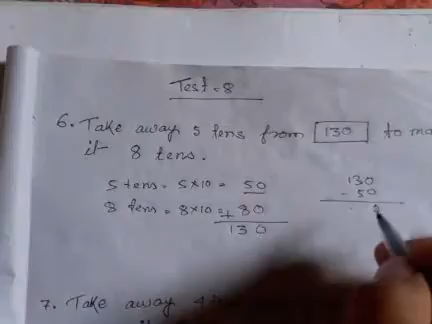 Test = 8
6. Take away 5 tens from 130 to
it 8 tens.
5 tens = 5×10 = 50
8 tens = 8×10 = + 80
130
130
- 50
7. Take away